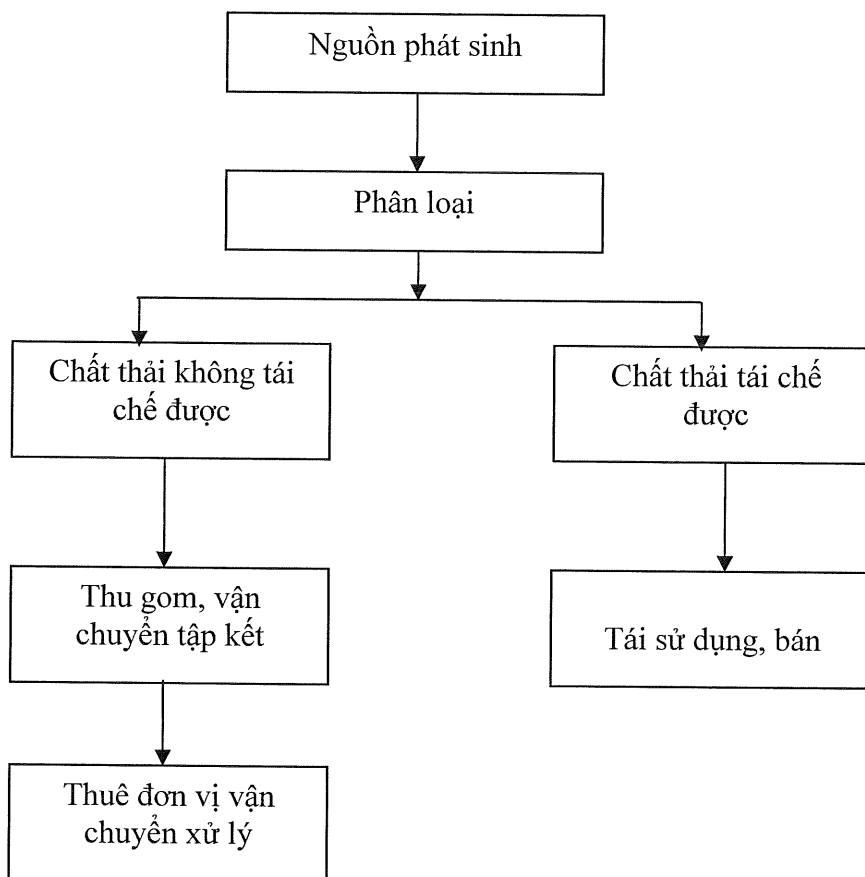 Nguồn phát sinh
Phân loại
Chất thải không tái
chế được
Chất thải tái chế
được
Thu gom, vận
chuyển tập kết
Tái sử dụng, bán
Thuê đơn vị vận
chuyển xử lý